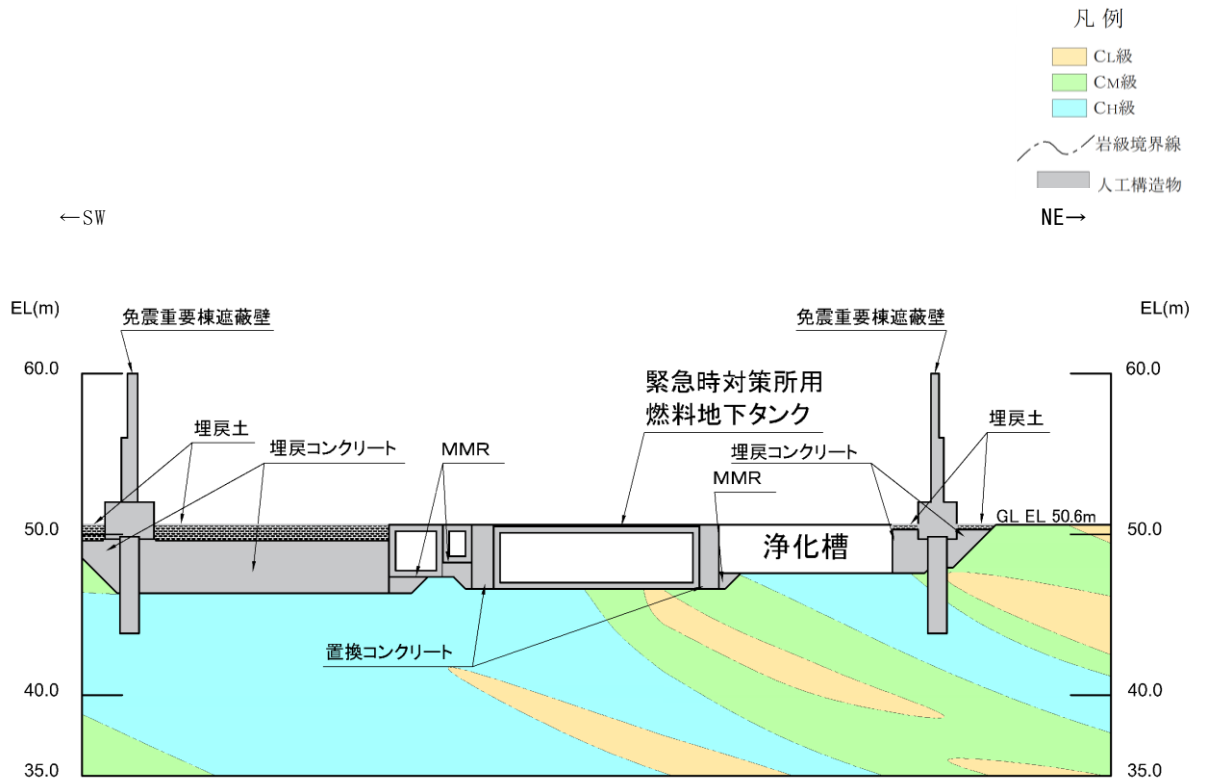 凡 例
CL級
CM級
CH級
岩級境界線
人工構造物
←SW
NE→
EL(m)
EL(m)
免震重要棟遮蔽壁
免震重要棟遮蔽壁
60.0
60.0
緊急時対策所用
燃料地下タンク
埋戻土
埋戻コンクリート
MMR
埋戻コンクリート
埋戻土
MMR
50.0
GL EL 50.6m
50.0
浄化槽
置換コンクリート
40.0
40.0
35.0
35.0